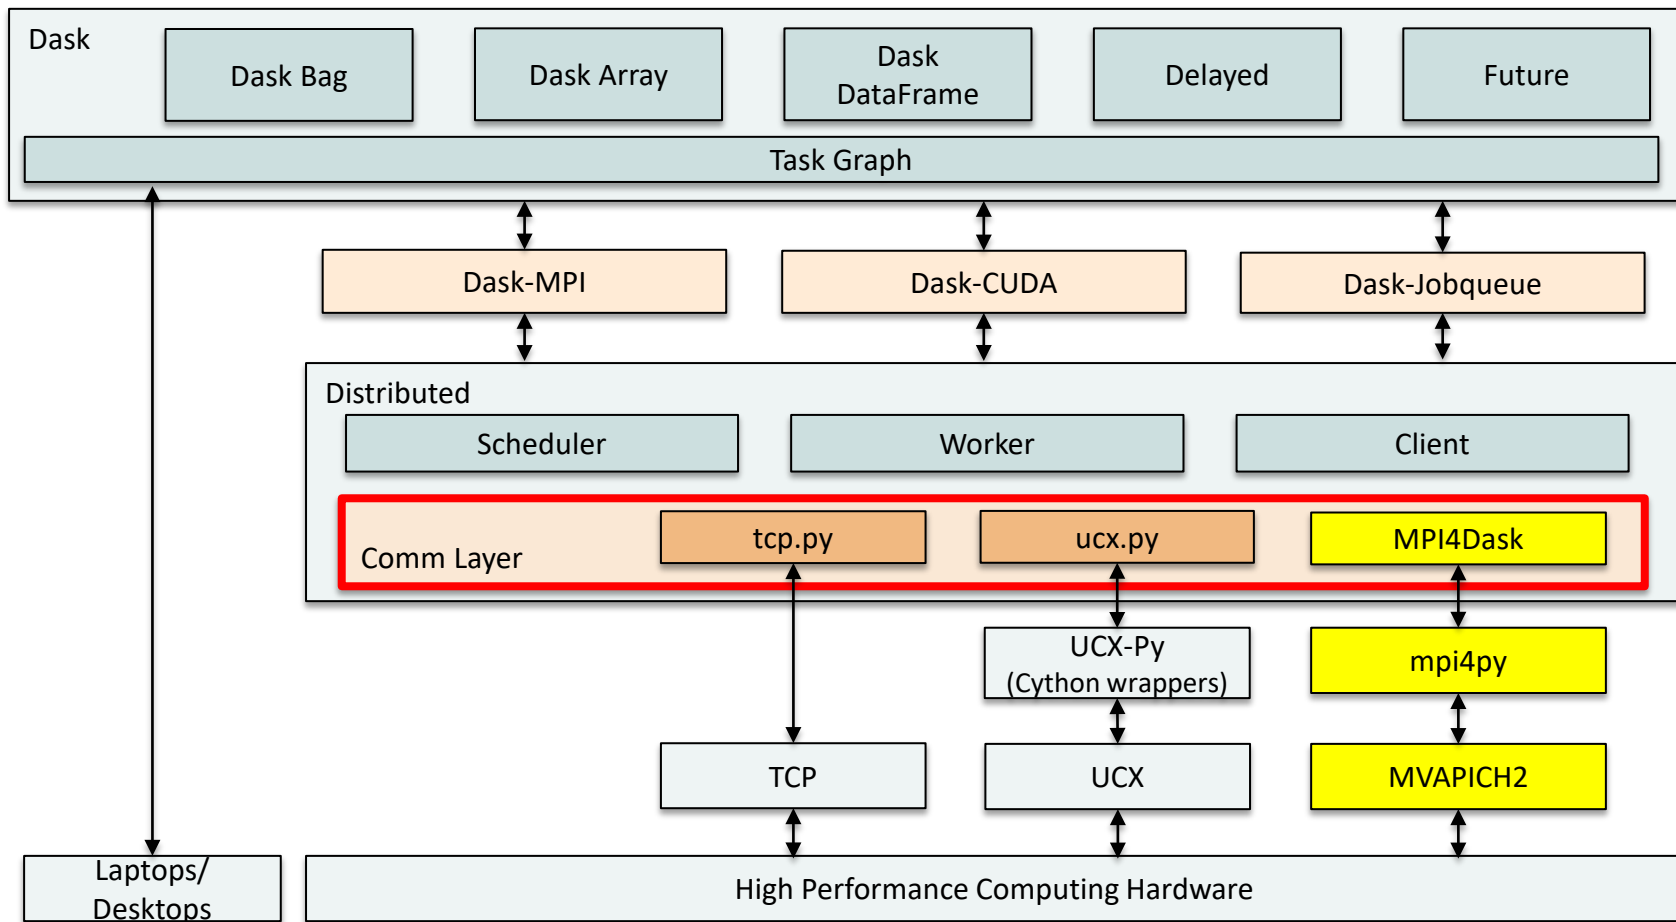 Dask
Dask Bag
Dask Array
Dask
DataFrame
Delayed
Future
Task Graph
Dask-MPI
Dask-CUDA
Dask-Jobqueue
Distributed
Scheduler
Worker
Client
Comm Layer
tcp.py
ucx.py
MPI4Dask
UCX-Py
(Cython wrappers)
mpi4py
TCP
UCX
MVAPICH2
Laptops/
Desktops
High Performance Computing Hardware